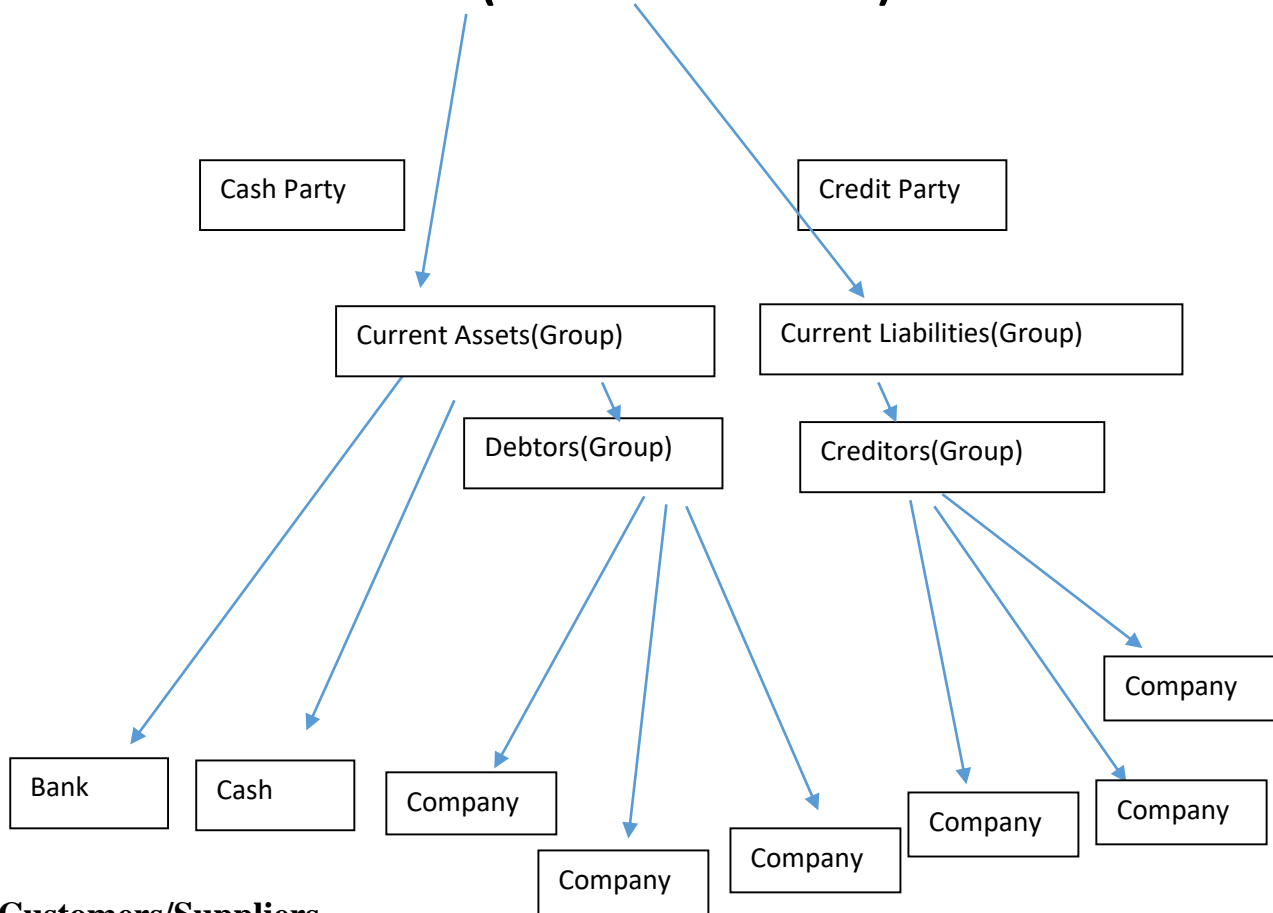 Cash Party
Credit Party
Current Assets(Group)
Current Liabilities(Group)
Debtors(Group)
Creditors(Group)
Company
Bank
Cash
Company
Company
Company
Company
Company
Customers/Suppliers